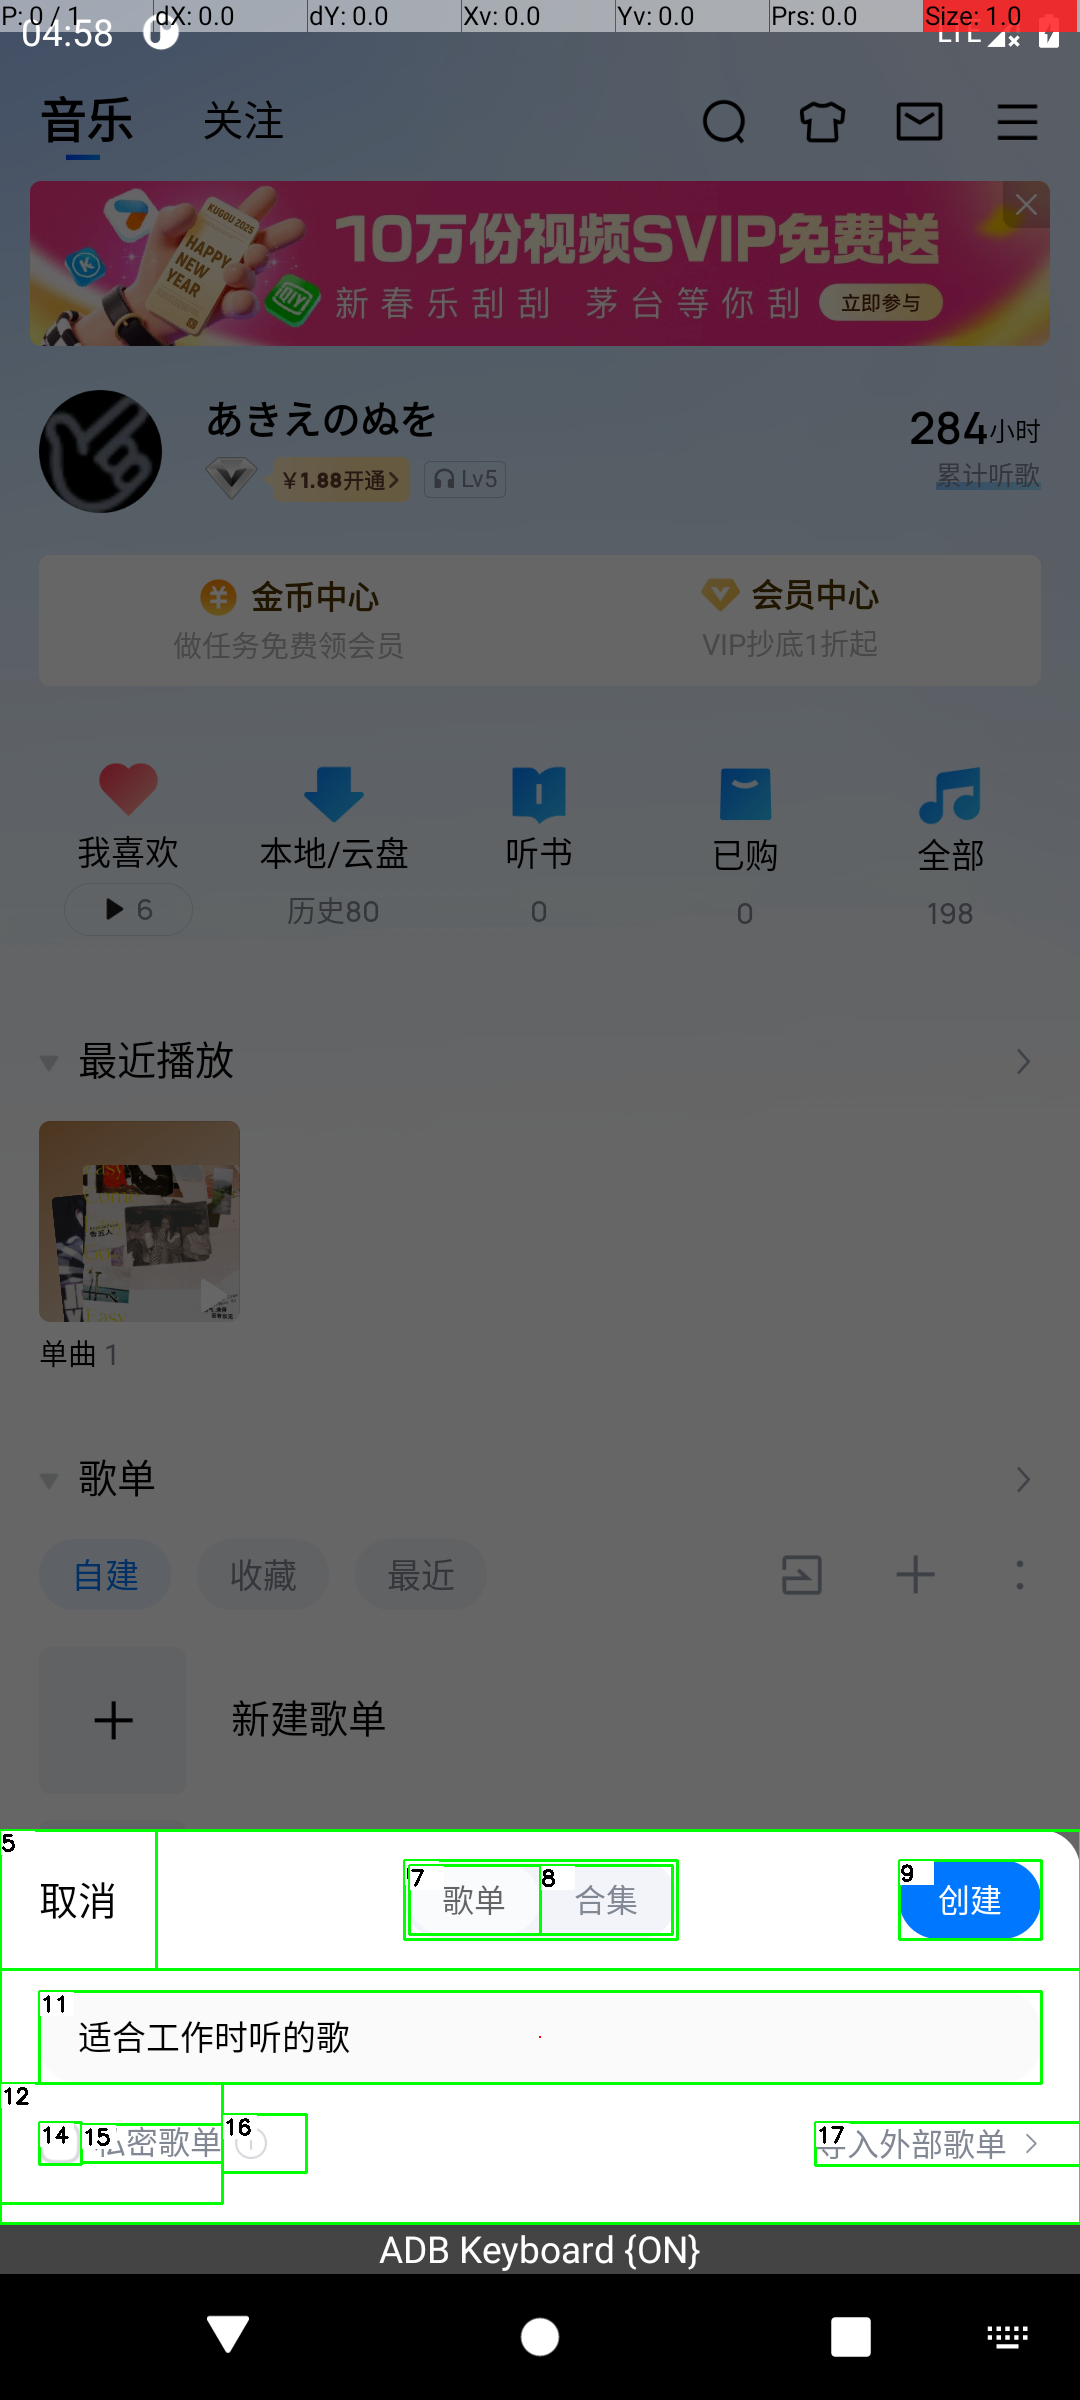 P: 0 / 1 dX: 0.0 dY: 0.0 Xv: 0.0 Yv: 0.0 Prs: 0.0 Size: 1.0
04:58 LTE
音乐 关注
KUGOU 2025
HAPPY NEW YEAR
10万份视频SVIP免费送
新春乐刮刮 茅台等你刮 立即参与
あきえのぬを
284小时
¥1.88开通 Lv5
累计听歌
金币中心 会员中心
做任务免费领会员 VIP抄底1折起
我喜欢 本地/云盘 听书 已购 全部
6 历史80 0 0 198
最近播放
单曲 1
歌单
自建 收藏 最近
新建歌单
5 7 8 9
取消 歌单 合集 创建
11
适合工作时听的歌
12
14 15 私密歌单 16 17 导入外部歌单
ADB Keyboard {ON}